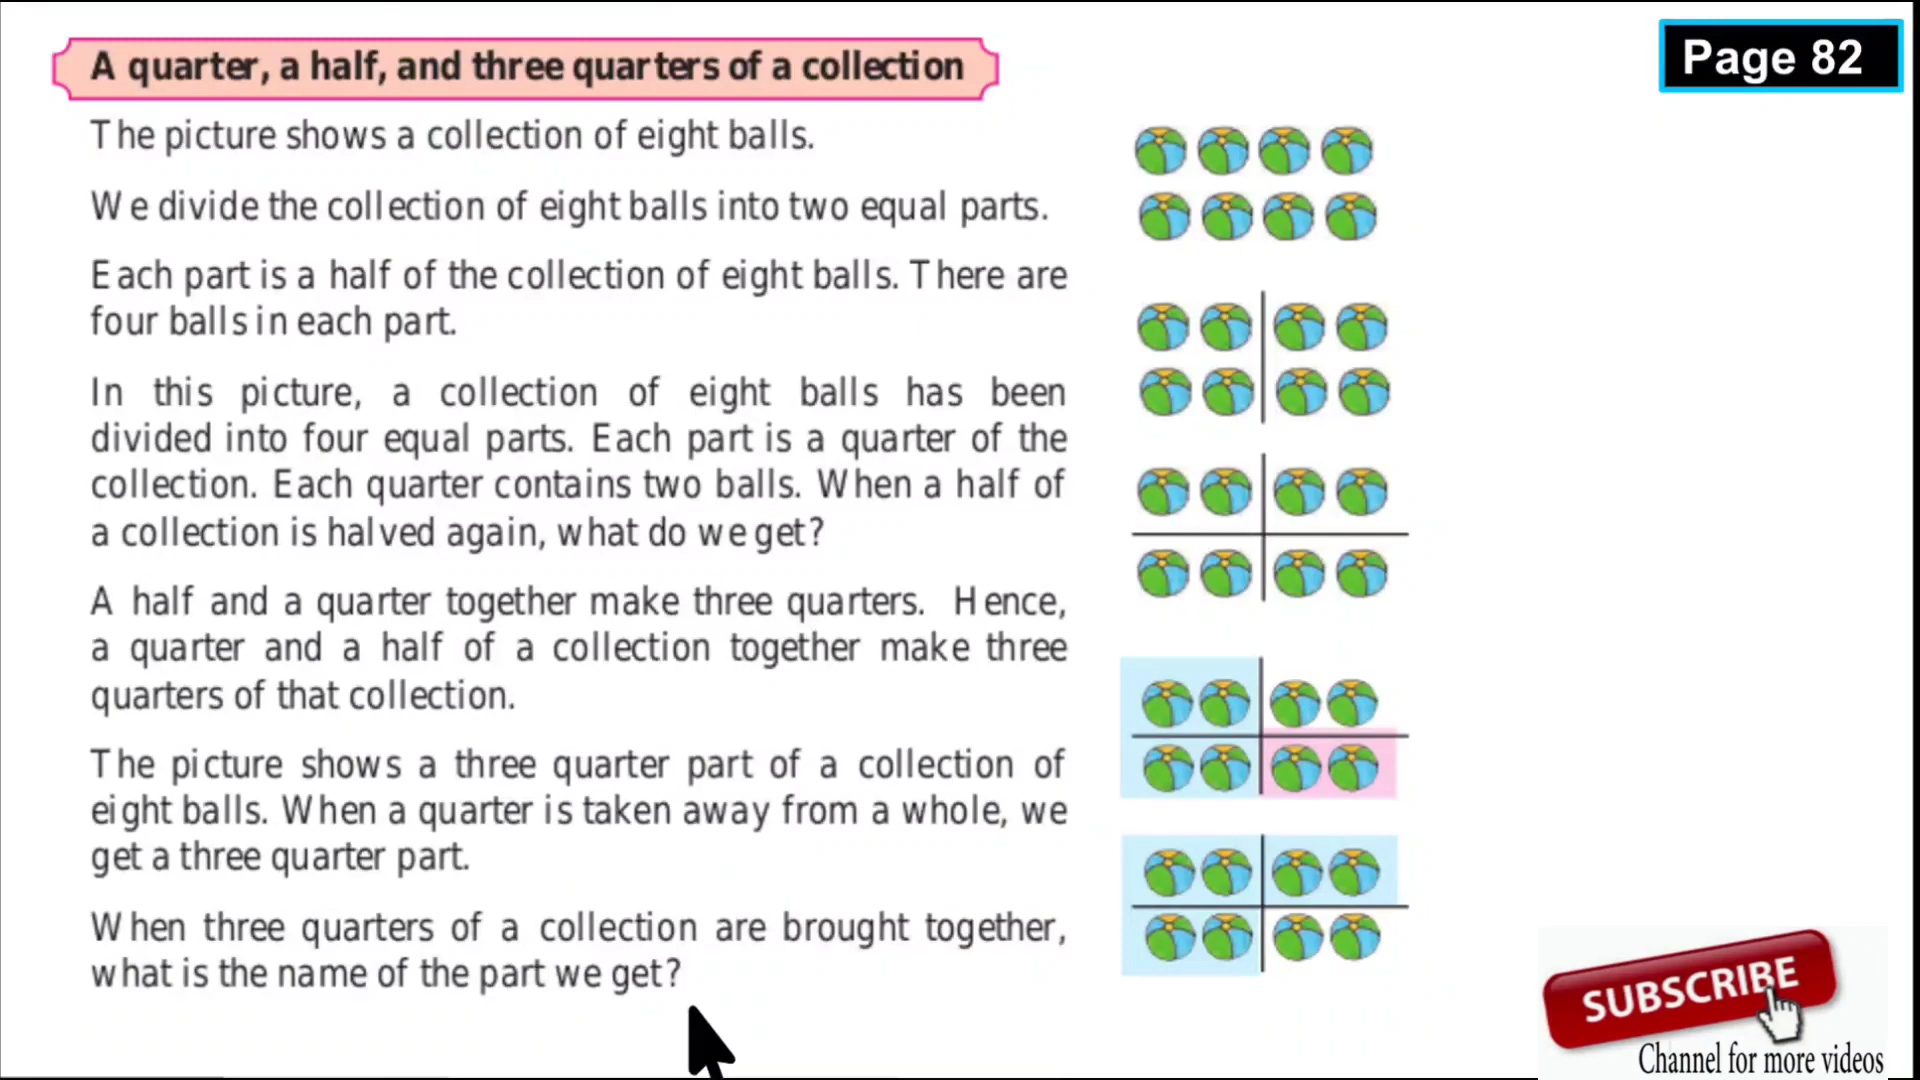 A quarter, a half, and three quarters of a collection
Page 82
The picture shows a collection of eight balls.
We divide the collection of eight balls into two equal parts.
Each part is a half of the collection of eight balls. There are
four balls in each part.
In this picture, a collection of eight balls has been
divided into four equal parts. Each part is a quarter of the
collection. Each quarter contains two balls. When a half of
a collection is halved again, what do we get?
A half and a quarter together make three quarters. Hence,
a quarter and a half of a collection together make three
quarters of that collection.
The picture shows a three quarter part of a collection of
eight balls. When a quarter is taken away from a whole, we
get a three quarter part.
When three quarters of a collection are brought together,
what is the name of the part we get?
SUBSCRIBE
Channel for more videos